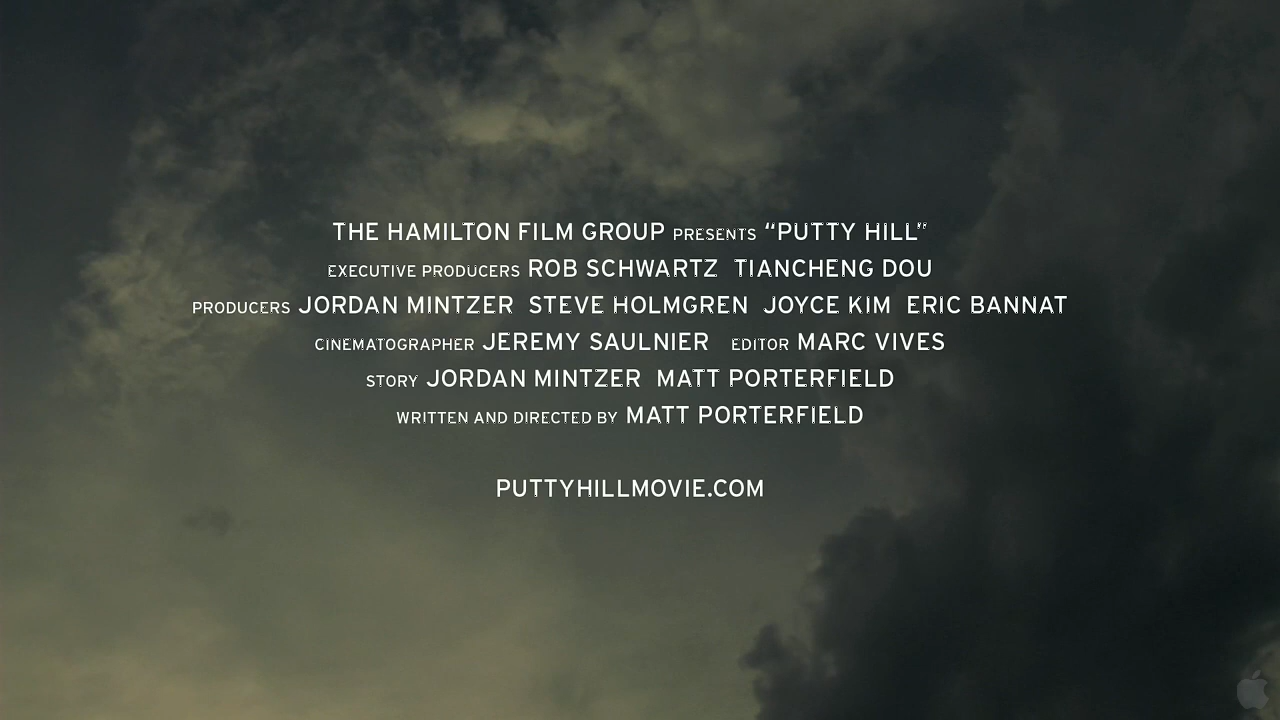 THE HAMILTON FILM GROUP PRESENTS “PUTTY HILL”
EXECUTIVE PRODUCERS ROB SCHWARTZ TIANCHENG DOU
PRODUCERS JORDAN MINTZER STEVE HOLMGREN JOYCE KIM ERIC BANNAT
CINEMATOGRAPHER JEREMY SAULNIER EDITOR MARC VIVES
STORY JORDAN MINTZER MATT PORTERFIELD
WRITTEN AND DIRECTED BY MATT PORTERFIELD
PUTTYHILLMOVIE.COM